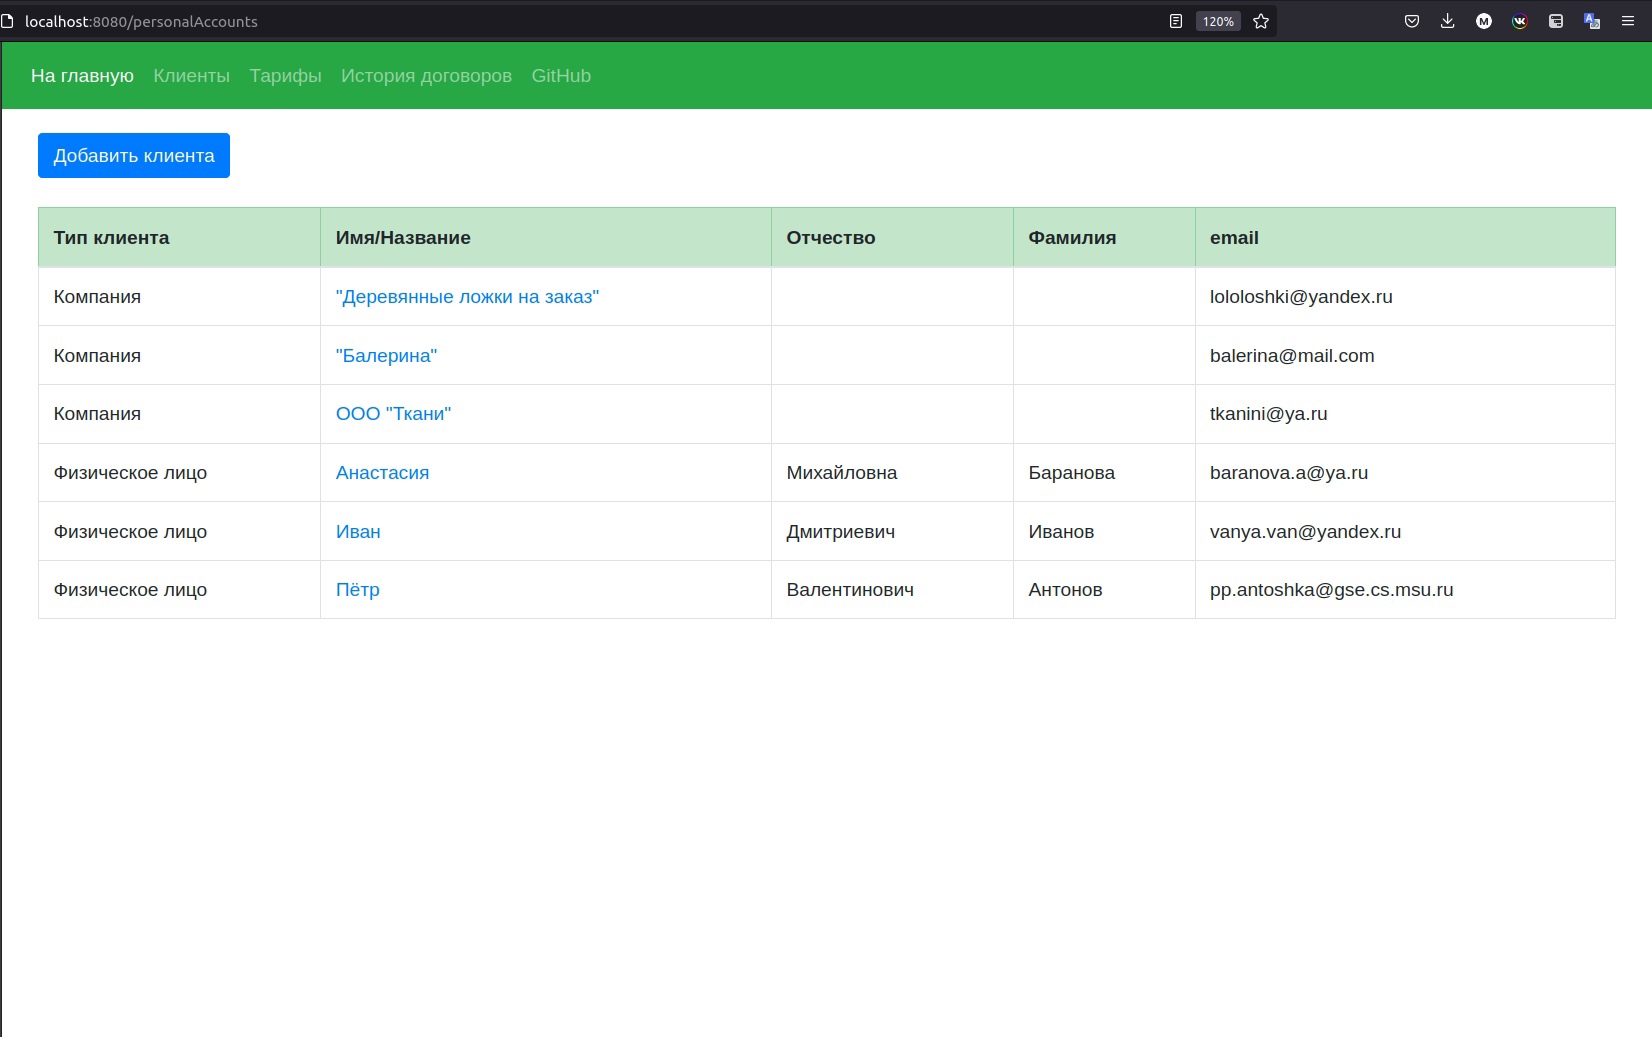 localhost:8080/personalAccounts 120%
На главную Клиенты Тарифы История договоров GitHub
Добавить клиента
Тип клиента Имя/Название Отчество Фамилия email
Компания "Деревянные ложки на заказ" lololoshki@yandex.ru
Компания "Балерина" balerina@mail.com
Компания ООО "Ткани" tkanini@ya.ru
Физическое лицо Анастасия Михайловна Баранова baranova.a@ya.ru
Физическое лицо Иван Дмитриевич Иванов vanya.van@yandex.ru
Физическое лицо Пётр Валентинович Антонов pp.antoshka@gse.cs.msu.ru